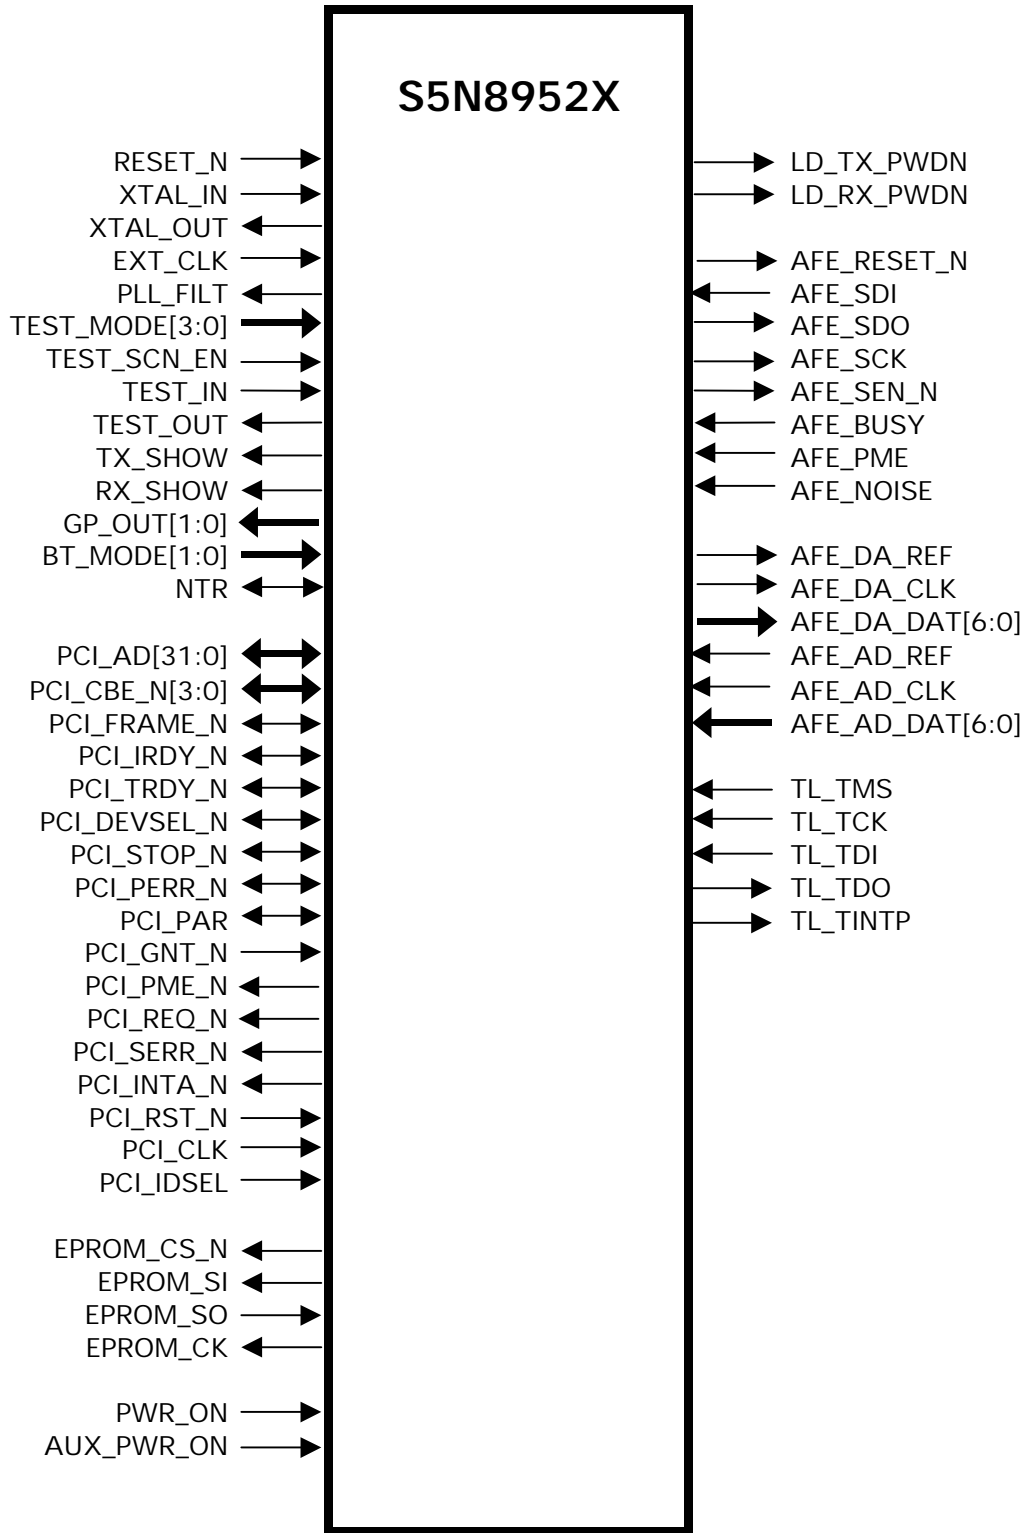 S5N8952X
RESET_N
XTAL_IN
XTAL_OUT
EXT_CLK
PLL_FILT
TEST_MODE[3:0]
TEST_SCN_EN
TEST_IN
TEST_OUT
TX_SHOW
RX_SHOW
GP_OUT[1:0]
BT_MODE[1:0]
NTR
PCI_AD[31:0]
PCI_CBE_N[3:0]
PCI_FRAME_N
PCI_IRDY_N
PCI_TRDY_N
PCI_DEVSEL_N
PCI_STOP_N
PCI_PERR_N
PCI_PAR
PCI_GNT_N
PCI_PME_N
PCI_REQ_N
PCI_SERR_N
PCI_INTA_N
PCI_RST_N
PCI_CLK
PCI_IDSEL
EPROM_CS_N
EPROM_SI
EPROM_SO
EPROM_CK
PWR_ON
AUX_PWR_ON
LD_TX_PWDN
LD_RX_PWDN
AFE_RESET_N
AFE_SDI
AFE_SDO
AFE_SCK
AFE_SEN_N
AFE_BUSY
AFE_PME
AFE_NOISE
AFE_DA_REF
AFE_DA_CLK
AFE_DA_DAT[6:0]
AFE_AD_REF
AFE_AD_CLK
AFE_AD_DAT[6:0]
TL_TMS
TL_TCK
TL_TDI
TL_TDO
TL_TINTP